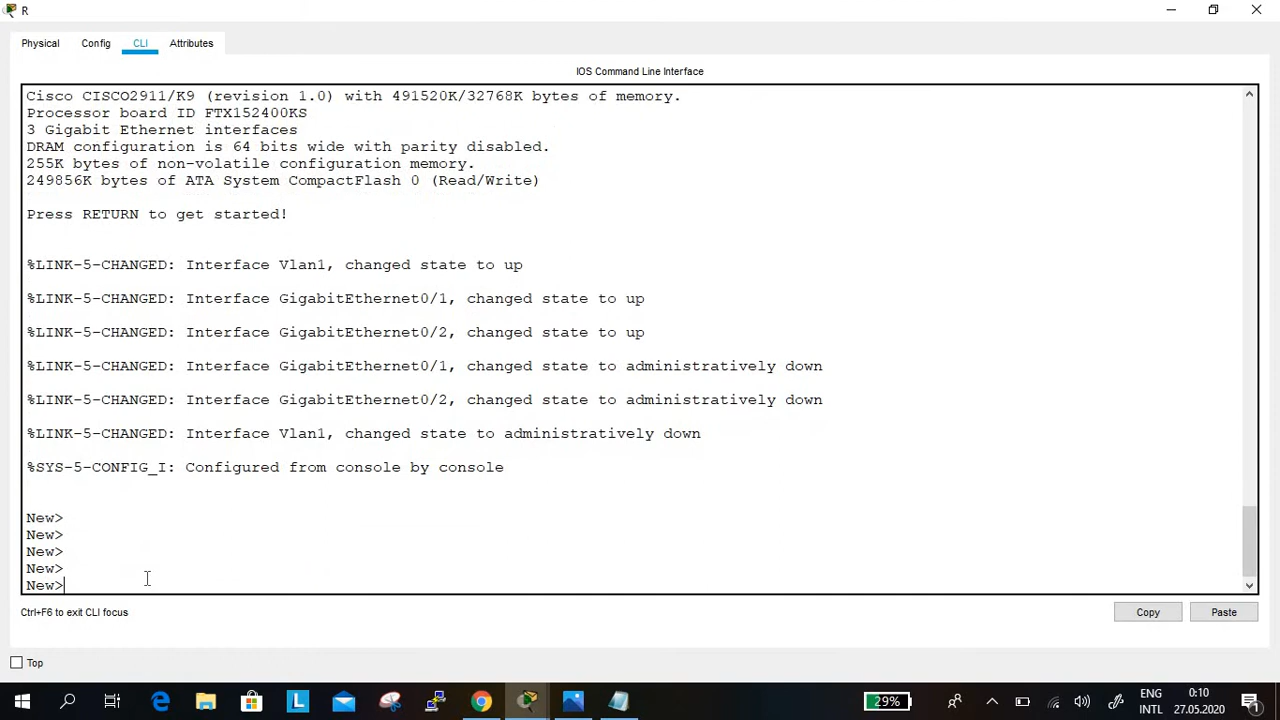 R
Physical Config CLI Attributes
IOS Command Line Interface
Cisco CISCO2911/K9 (revision 1.0) with 491520K/32768K bytes of memory.
Processor board ID FTX152400KS
3 Gigabit Ethernet interfaces
DRAM configuration is 64 bits wide with parity disabled.
255K bytes of non-volatile configuration memory.
249856K bytes of ATA System CompactFlash 0 (Read/Write)
Press RETURN to get started!
%LINK-5-CHANGED: Interface Vlan1, changed state to up
%LINK-5-CHANGED: Interface GigabitEthernet0/1, changed state to up
%LINK-5-CHANGED: Interface GigabitEthernet0/2, changed state to up
%LINK-5-CHANGED: Interface GigabitEthernet0/1, changed state to administratively down
%LINK-5-CHANGED: Interface GigabitEthernet0/2, changed state to administratively down
%LINK-5-CHANGED: Interface Vlan1, changed state to administratively down
%SYS-5-CONFIG_I: Configured from console by console
New>
New>
New>
New>
New>
Ctrl+F6 to exit CLI focus
Copy Paste
Top
29% ENG 0:10
INTL 27.05.2020